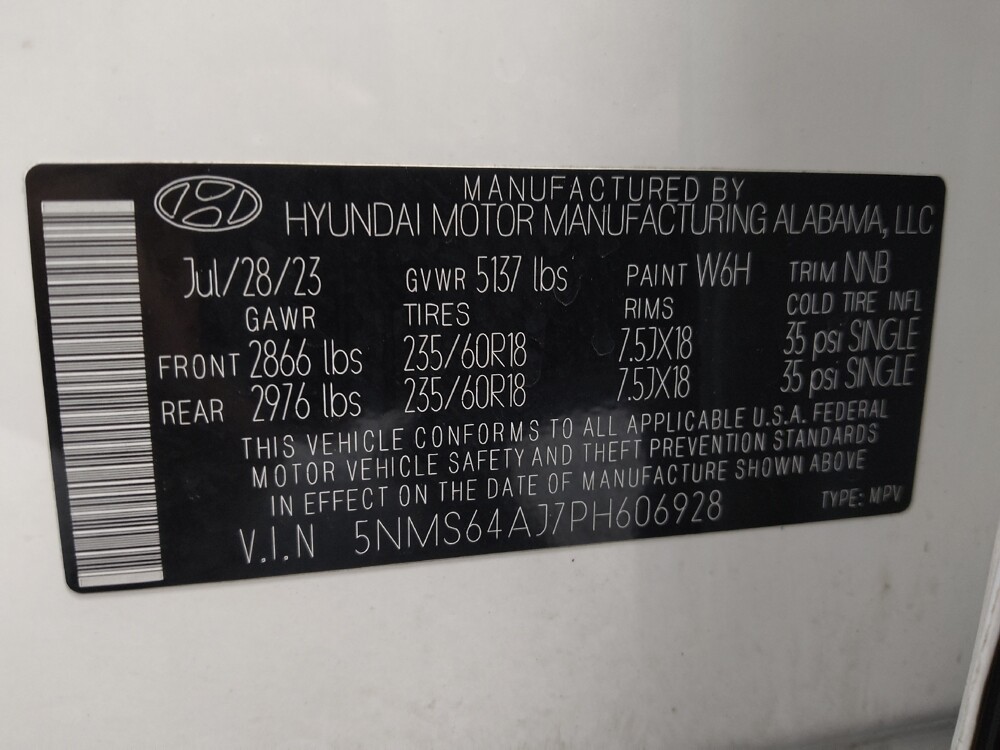 MANUFACTURED BY
HYUNDAI MOTOR MANUFACTURING ALABAMA, LLC
Jul/28/23 GVWR 5137 lbs PAINT W6H TRIM NNB
GAWR TIRES RIMS COLD TIRE INFL
FRONT 2866 lbs 235/60R18 7.5JX18 35 psi SINGLE
REAR 2976 lbs 235/60R18 7.5JX18 35 psi SINGLE
THIS VEHICLE CONFORMS TO ALL APPLICABLE U.S.A. FEDERAL
MOTOR VEHICLE SAFETY AND THEFT PREVENTION STANDARDS
IN EFFECT ON THE DATE OF MANUFACTURE SHOWN ABOVE
V.I.N 5NMS64AJ7PH606928 TYPE: MPV